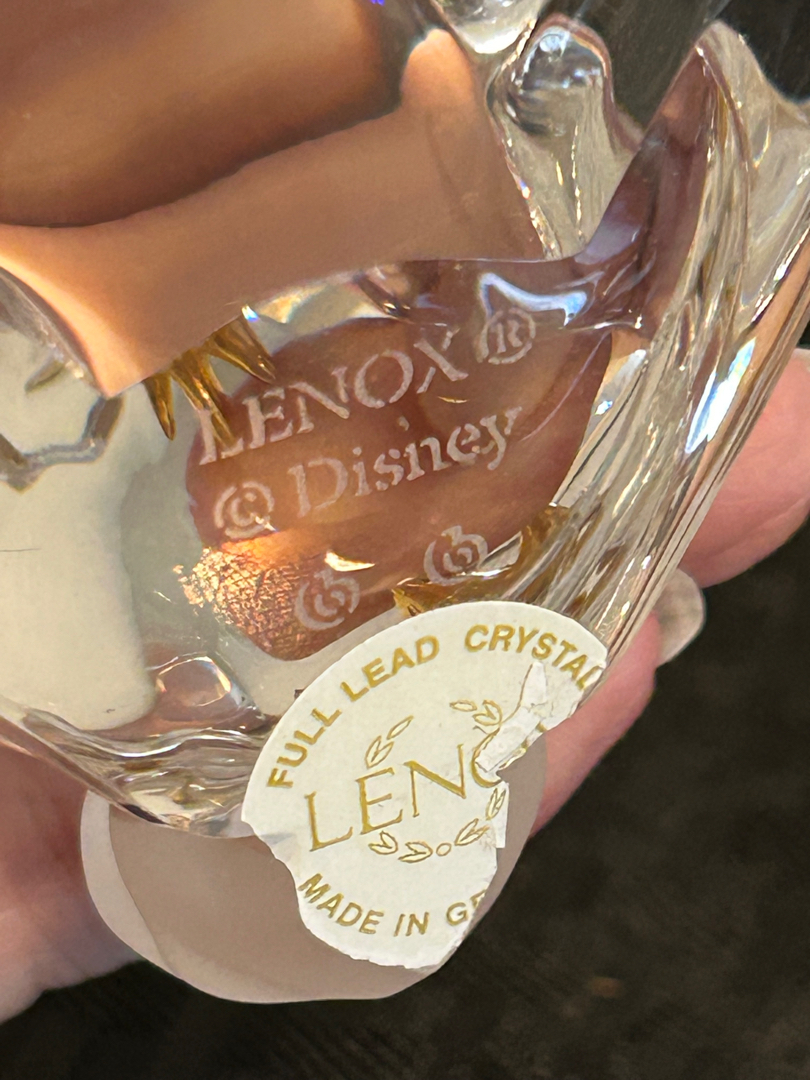 LENOX®
© Disney
FULL LEAD CRYSTAL
LENO
MADE IN GE